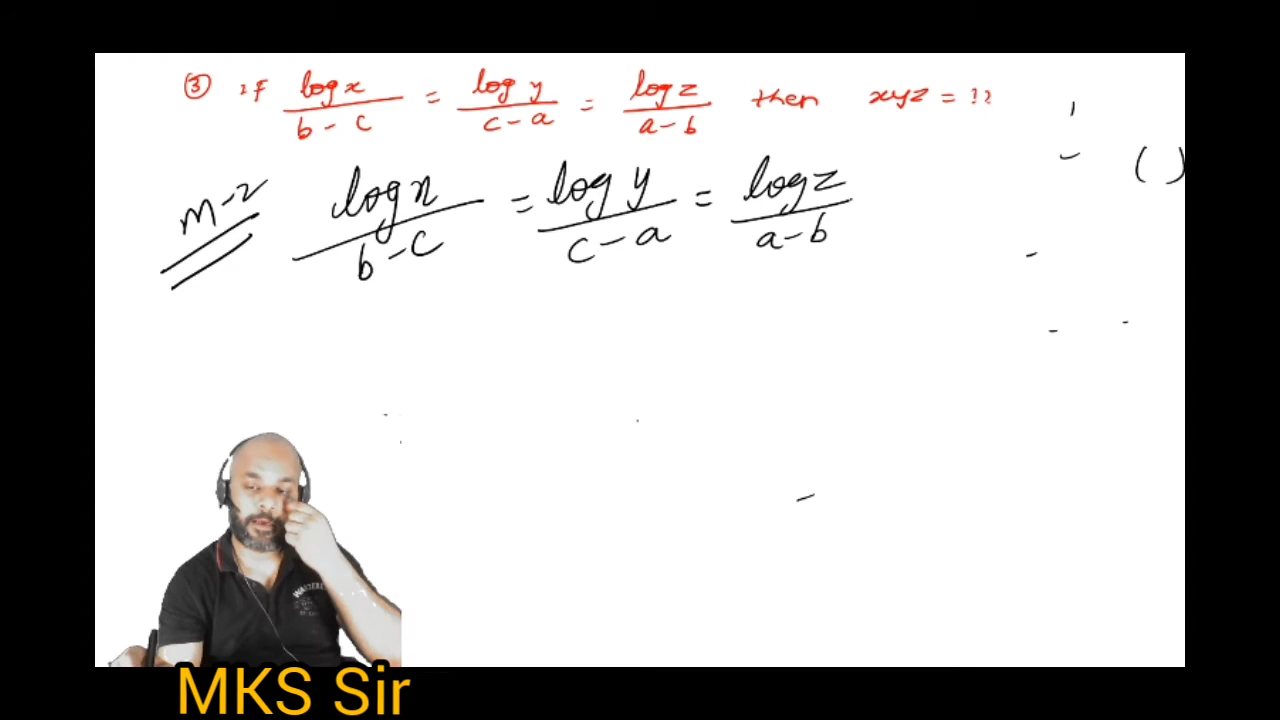 ③ If log x / b - c = log y / c - a = log z / a - b then xyz = ??
m-2 log x / b - c = log y / c - a = log z / a - b
( )
MKS Sir